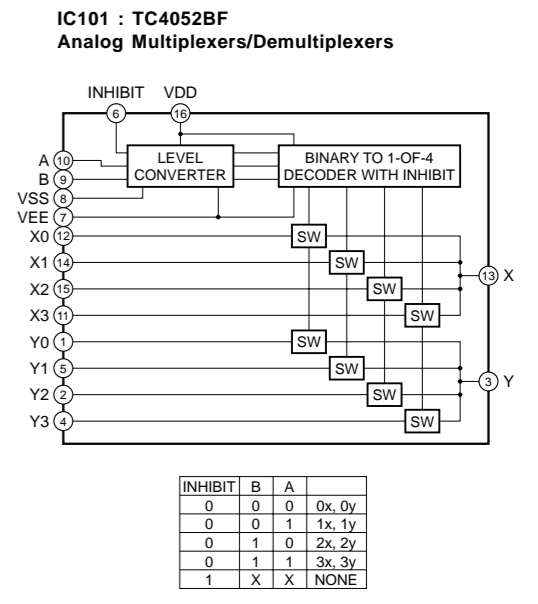 IC101 : TC4052BF
Analog Multiplexers/Demultiplexers
INHIBIT VDD
6 16
A 10 LEVEL CONVERTER BINARY TO 1-OF-4 DECODER WITH INHIBIT
B 9
VSS 8
VEE 7
X0 12 SW
X1 14 SW
13 X
X2 15 SW
X3 11 SW
Y0 1 SW
Y1 5 SW
3 Y
Y2 2 SW
Y3 4 SW
INHIBIT B A
0 0 0 0x, 0y
0 0 1 1x, 1y
0 1 0 2x, 2y
0 1 1 3x, 3y
1 X X NONE